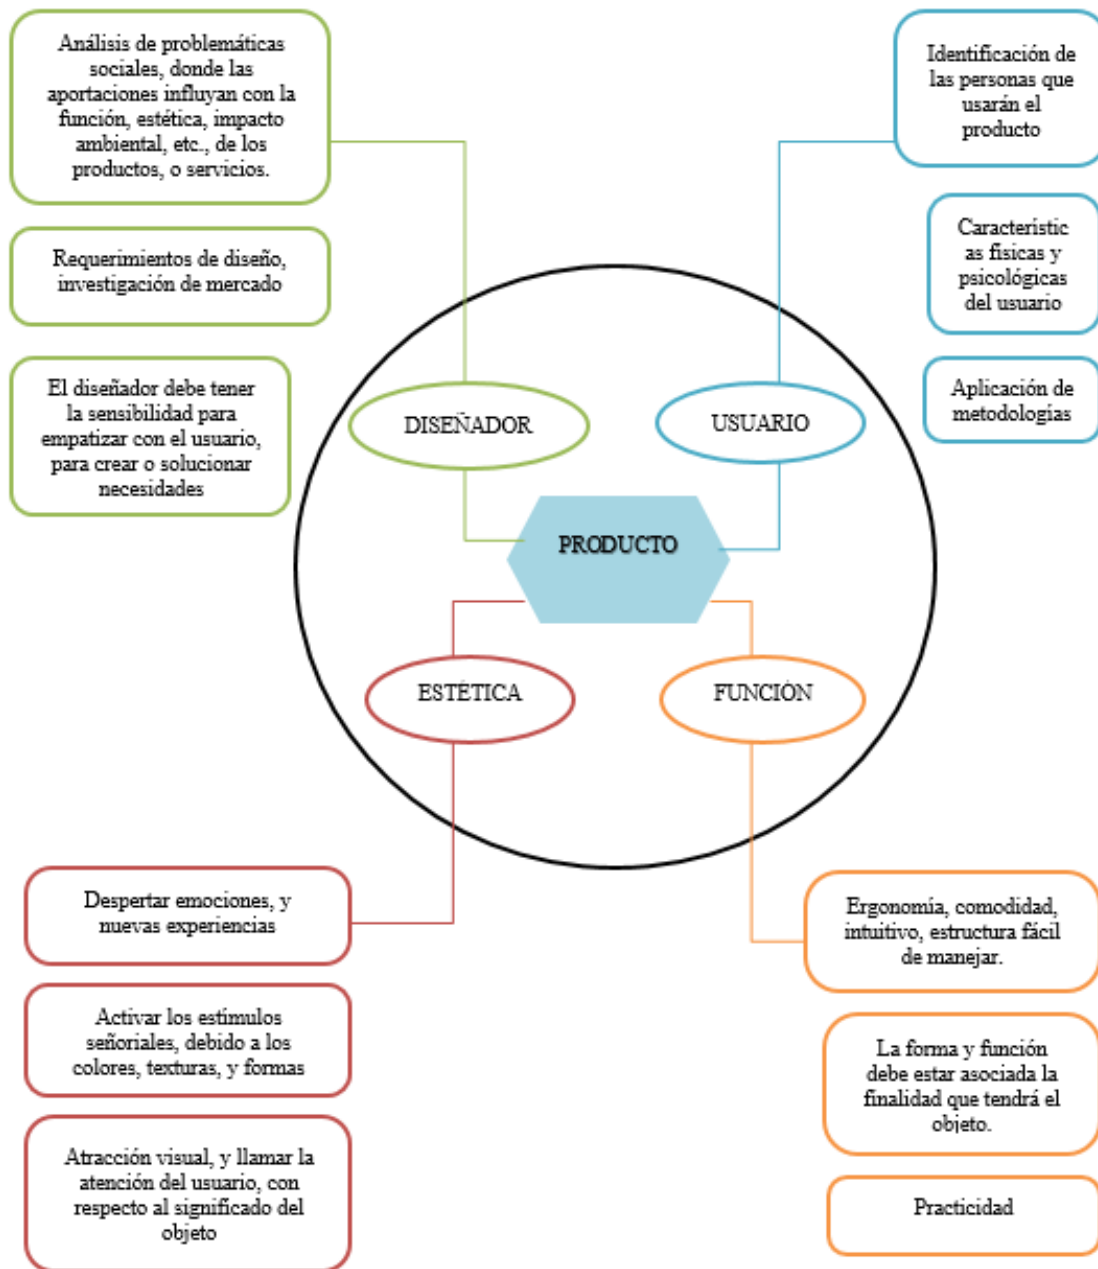 Análisis de problemáticas
sociales, donde las
aportaciones influyan con la
función, estética, impacto
ambiental, etc., de los
productos, o servicios.
Requerimientos de diseño,
investigación de mercado
El diseñador debe tener
la sensibilidad para
empatizar con el usuario,
para crear o solucionar
necesidades
Identificación de
las personas que
usarán el
producto
Característic
as físicas y
psicológicas
del usuario
Aplicación de
metodologías
DISEÑADOR
USUARIO
PRODUCTO
ESTÉTICA
FUNCIÓN
Despertar emociones, y
nuevas experiencias
Activar los estímulos
señoriales, debido a los
colores, texturas, y formas
Atracción visual, y llamar la
atención del usuario, con
respecto al significado del
objeto
Ergonomía, comodidad,
intuitivo, estructura fácil
de manejar.
La forma y función
debe estar asociada la
finalidad que tendrá el
objeto.
Practicidad